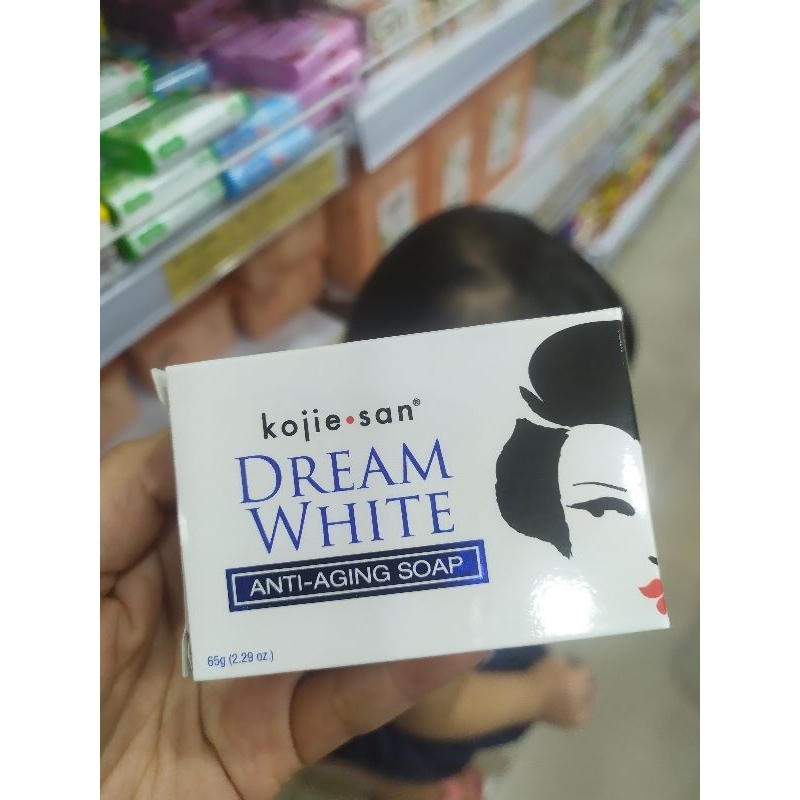 kojie•san®
DREAM
WHITE
ANTI-AGING SOAP
65g (2.29 oz.)